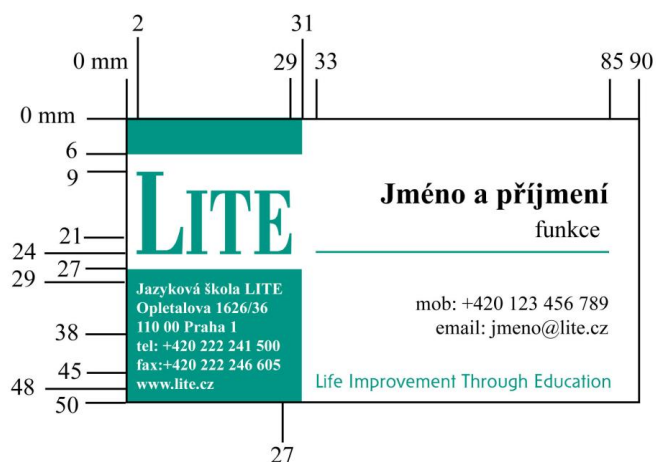 2 31
0 mm 29 33 85 90
0 mm
6
9
21
24
27
29
38
45
48
50
27
LITE
Jazyková škola LITE
Opletalova 1626/36
110 00 Praha 1
tel: +420 222 241 500
fax:+420 222 246 605
www.lite.cz
Jméno a příjmení
funkce
mob: +420 123 456 789
email: jmeno@lite.cz
Life Improvement Through Education